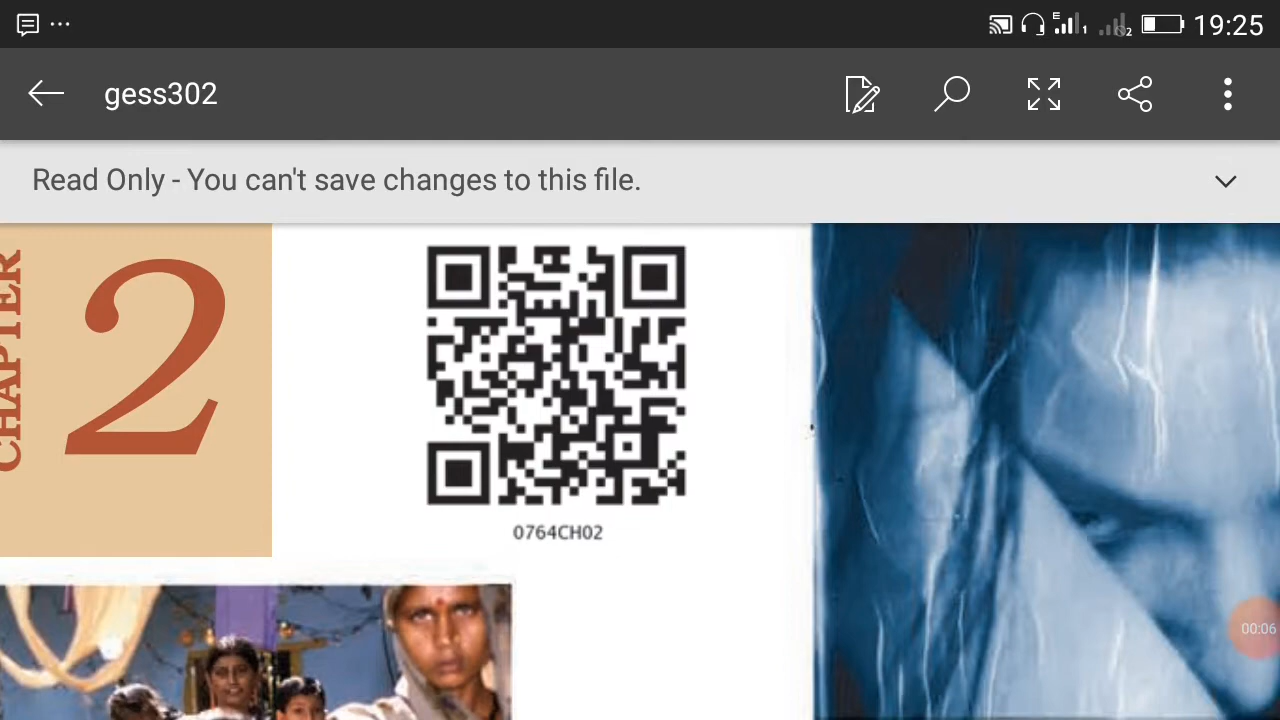 19:25
gess302
Read Only - You can't save changes to this file.
CHAPTER
2
0764CH02
00:06